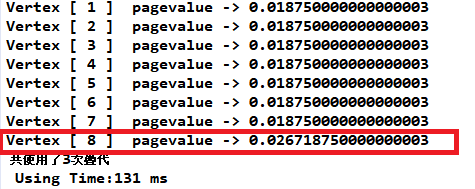 Vertex [ 1 ]  pagevalue -> 0.018750000000000003
Vertex [ 2 ]  pagevalue -> 0.018750000000000003
Vertex [ 3 ]  pagevalue -> 0.018750000000000003
Vertex [ 4 ]  pagevalue -> 0.018750000000000003
Vertex [ 5 ]  pagevalue -> 0.018750000000000003
Vertex [ 6 ]  pagevalue -> 0.018750000000000003
Vertex [ 7 ]  pagevalue -> 0.018750000000000003
Vertex [ 8 ]  pagevalue -> 0.026718750000000003
共使用了3次迭代
Using Time:131 ms